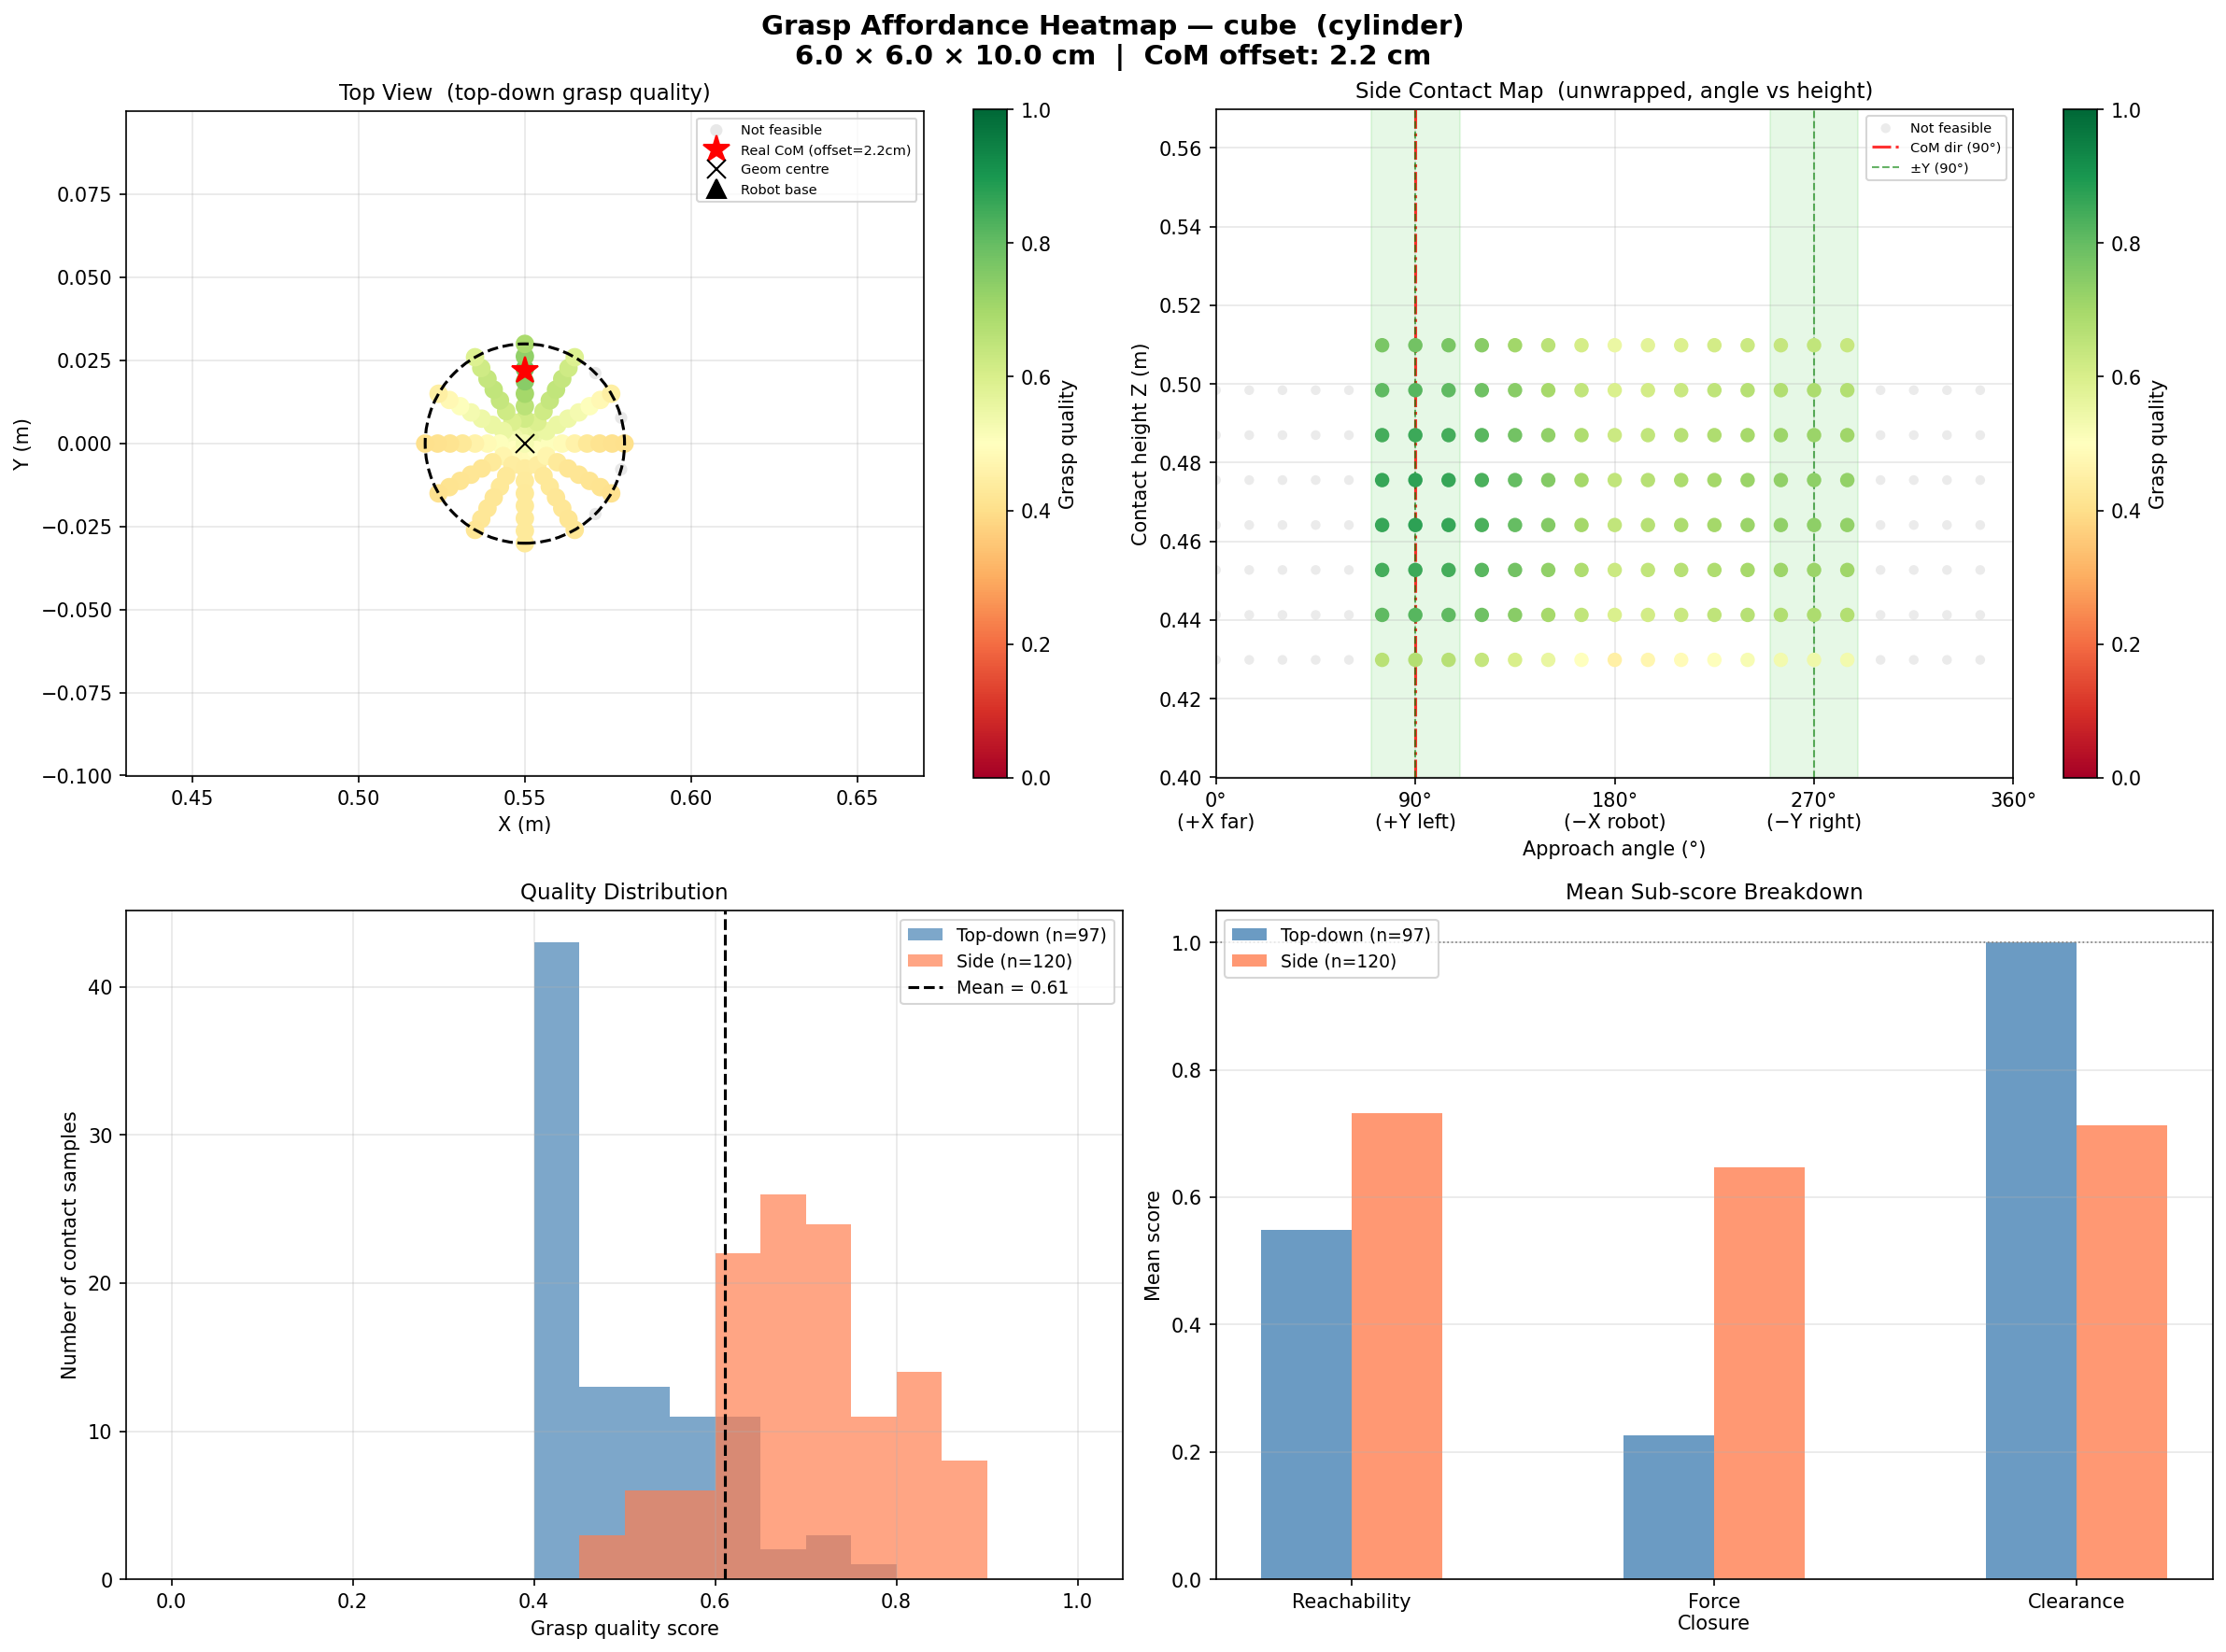 Grasp Affordance Heatmap — cube  (cylinder)
6.0 × 6.0 × 10.0 cm  |  CoM offset: 2.2 cm
Top View  (top-down grasp quality)
Not feasible
Real CoM (offset=2.2cm)
Geom centre
Robot base
0.075
0.050
0.025
0.000
−0.025
−0.050
−0.075
−0.100
Y (m)
0.45
0.50
0.55
0.60
0.65
X (m)
1.0
0.8
0.6
0.4
0.2
0.0
Grasp quality
Side Contact Map  (unwrapped, angle vs height)
Not feasible
CoM dir (90°)
±Y (90°)
0.56
0.54
0.52
0.50
0.48
0.46
0.44
0.42
0.40
Contact height Z (m)
0°
(+X far)
90°
(+Y left)
180°
(−X robot)
270°
(−Y right)
360°
Approach angle (°)
1.0
0.8
0.6
0.4
0.2
0.0
Grasp quality
Quality Distribution
Top-down (n=97)
Side (n=120)
Mean = 0.61
40
30
20
10
0
Number of contact samples
0.0
0.2
0.4
0.6
0.8
1.0
Grasp quality score
Mean Sub-score Breakdown
Top-down (n=97)
Side (n=120)
1.0
0.8
0.6
0.4
0.2
0.0
Mean score
Reachability
Force
Closure
Clearance